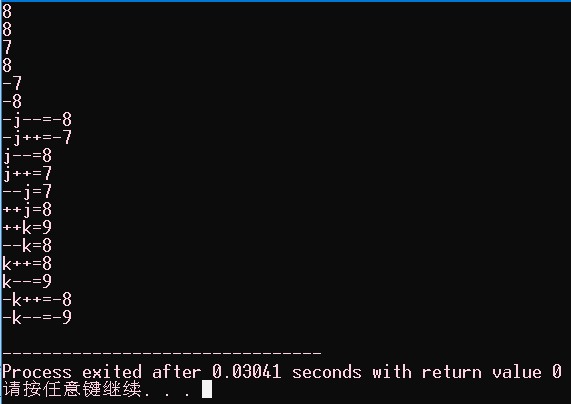 8
8
7
8
-7
-8
-j--=-8
-j++=-7
j--=8
j++=7
--j=7
++j=8
++k=9
--k=8
k++=8
k--=9
-k++=-8
-k--=-9
--------------------------------
Process exited after 0.03041 seconds with return value 0
请按任意键继续. . .